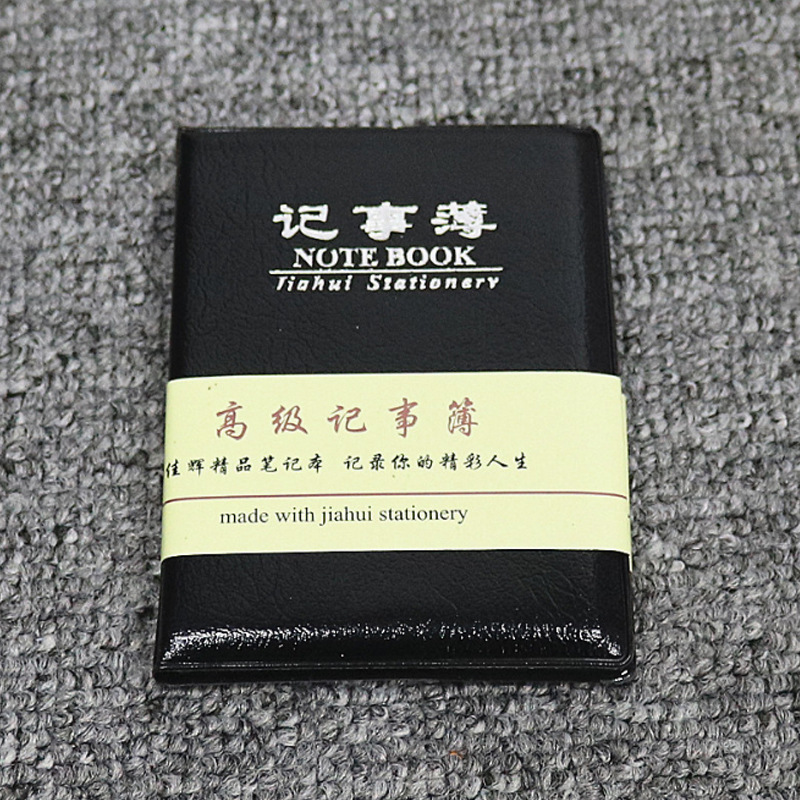 记事薄
NOTE BOOK
Jiahui Stationery
高级记事薄
佳辉精品笔记本 记录你的精彩人生
made with jiahui stationery